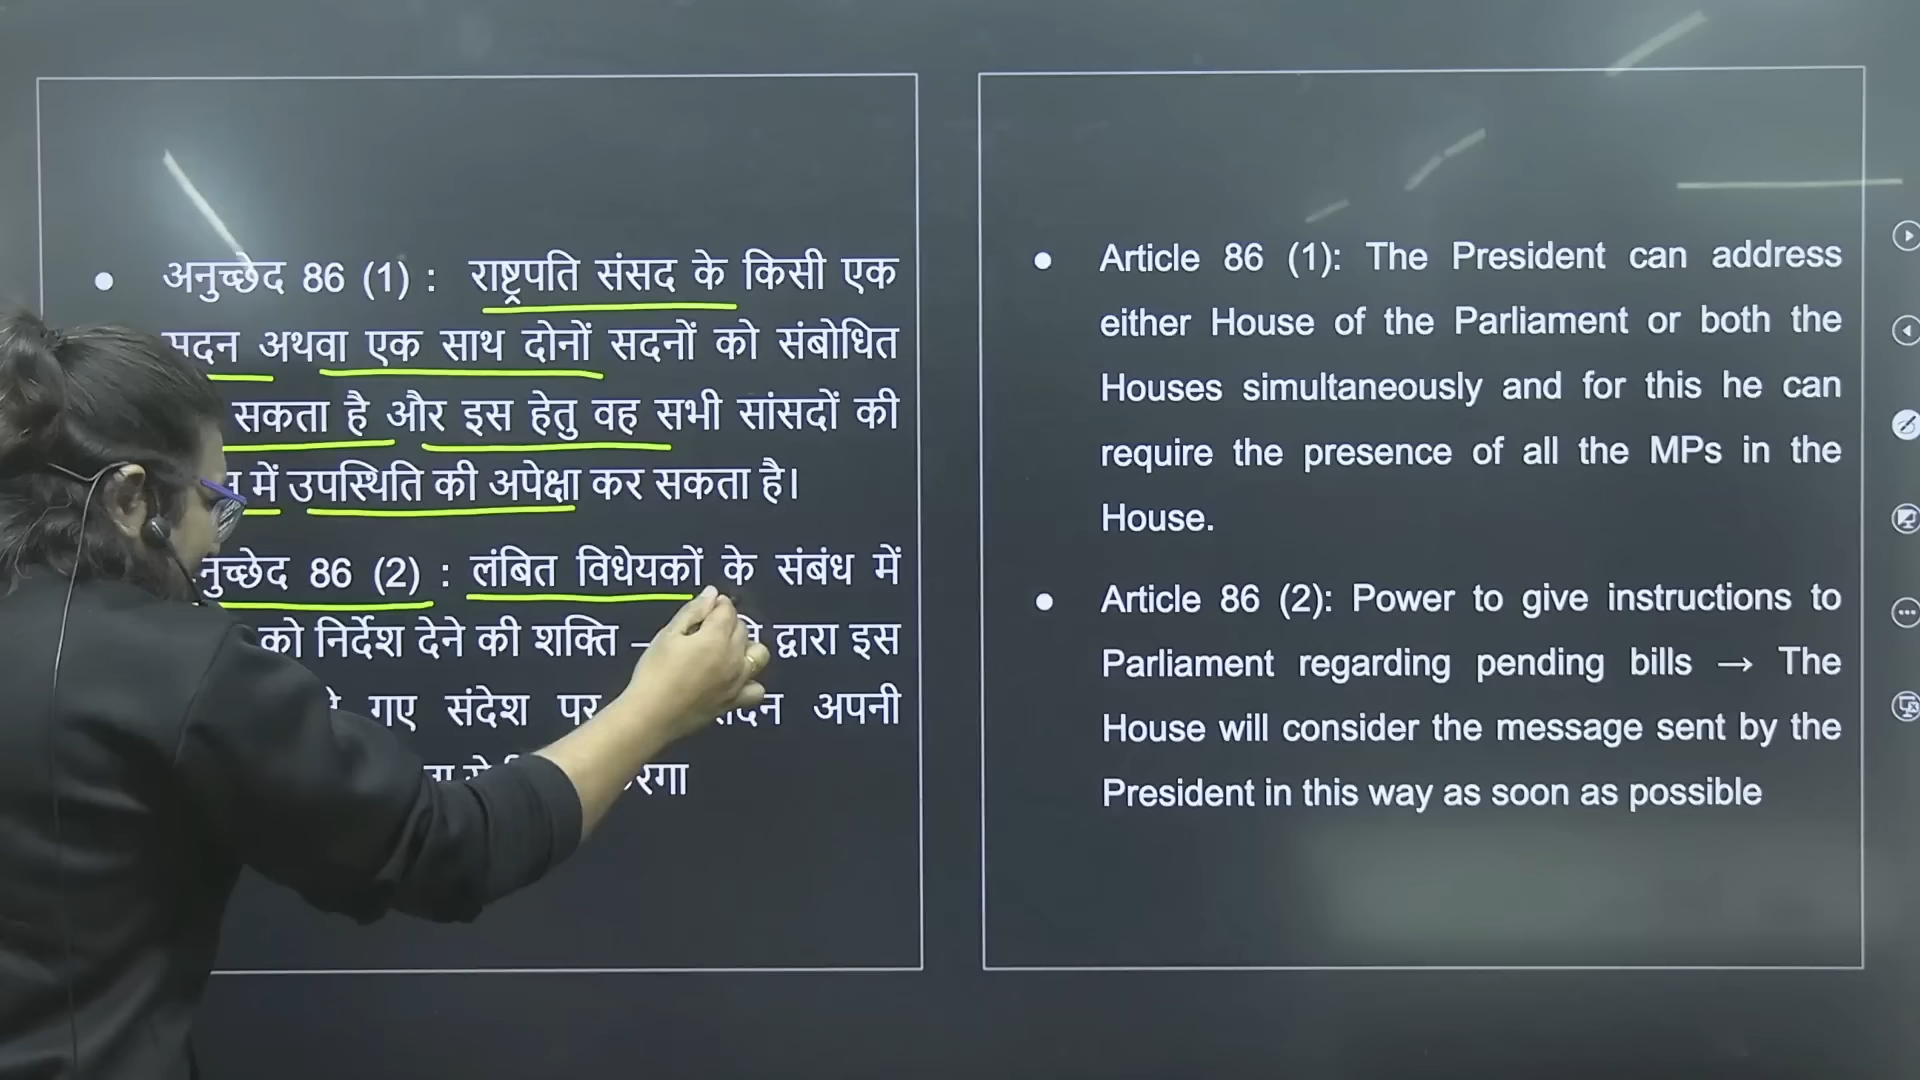 अनुच्छेद 86 (1) : राष्ट्रपति संसद के किसी एक
सदन अथवा एक साथ दोनों सदनों को संबोधित
सकता है और इस हेतु वह सभी सांसदों की
में उपस्थिति की अपेक्षा कर सकता है।
नुच्छेद 86 (2) : लंबित विधेयकों के संबंध में
को निर्देश देने की शक्ति – द्वारा इस
गए संदेश पर अपनी
Article 86 (1): The President can address
either House of the Parliament or both the
Houses simultaneously and for this he can
require the presence of all the MPs in the
House.
Article 86 (2): Power to give instructions to
Parliament regarding pending bills → The
House will consider the message sent by the
President in this way as soon as possible